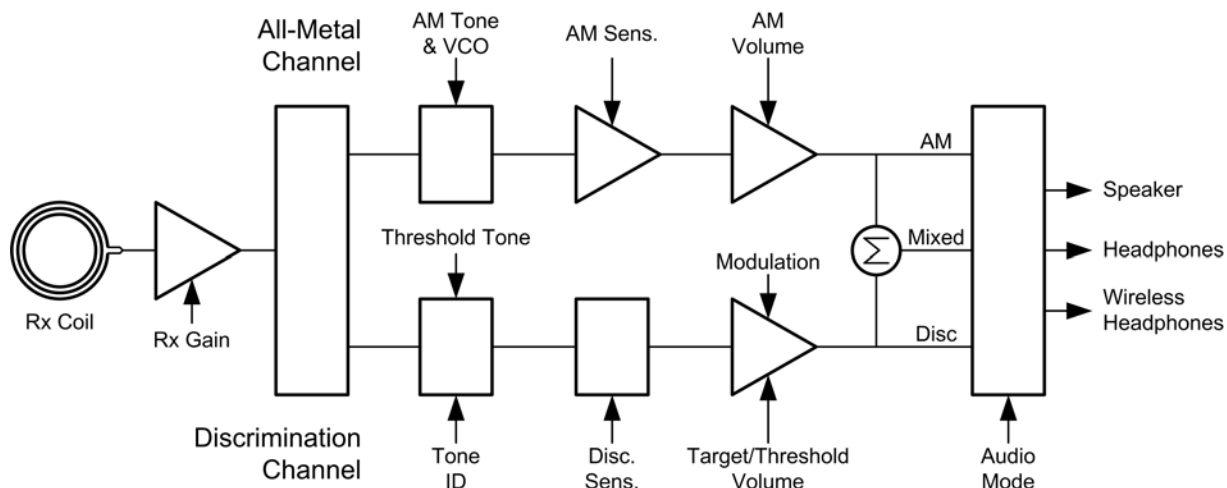 All-Metal
Channel
AM Tone
& VCO
AM Sens.
AM
Volume
AM
Speaker
Rx Coil
Rx Gain
Threshold Tone
Modulation
Σ
Mixed
Headphones
Wireless
Headphones
Disc
Discrimination
Channel
Tone
ID
Disc.
Sens.
Target/Threshold
Volume
Audio
Mode